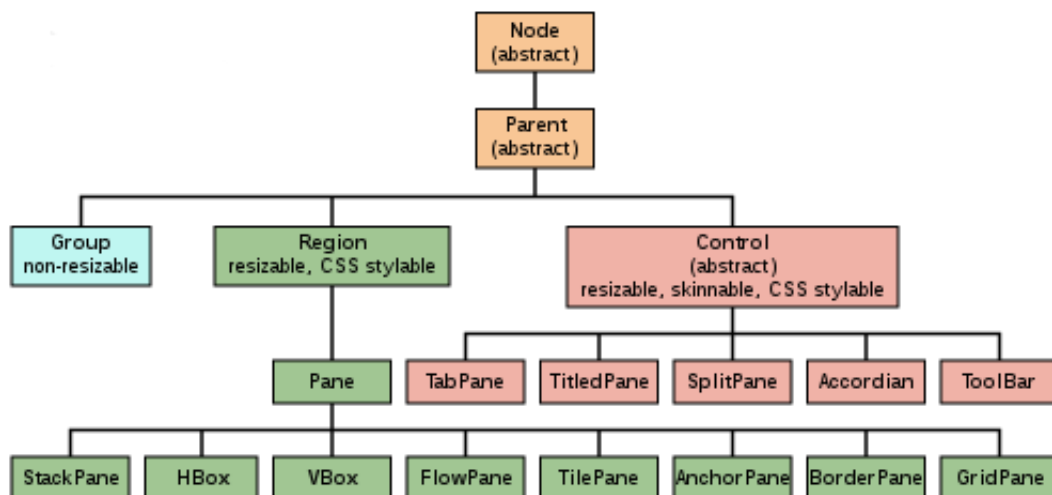 Node
(abstract)
Parent
(abstract)
Group
non-resizable
Region
resizable, CSS stylable
Control
(abstract)
resizable, skinnable, CSS stylable
Pane
TabPane
TitledPane
SplitPane
Accordian
ToolBar
StackPane
HBox
VBox
FlowPane
TilePane
AnchorPane
BorderPane
GridPane